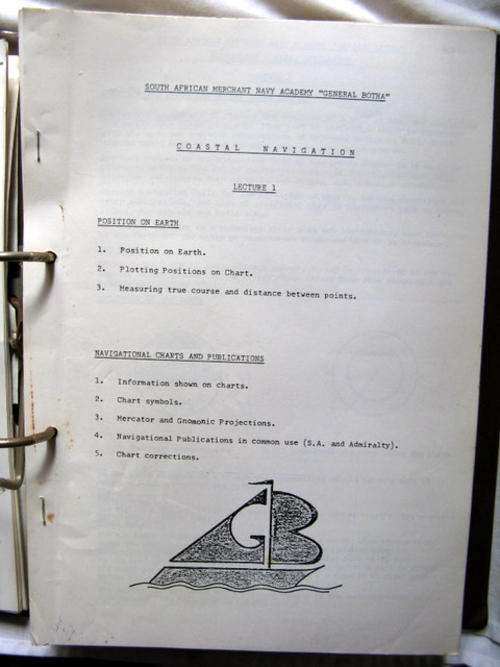 SOUTH AFRICAN MERCHANT NAVY ACADEMY "GENERAL BOTHA"
COASTAL NAVIGATION
LECTURE 1
POSITION ON EARTH
1. Position on Earth.
2. Plotting Positions on Chart.
3. Measuring true course and distance between points.
NAVIGATIONAL CHARTS AND PUBLICATIONS
1. Information shown on charts.
2. Chart symbols.
3. Mercator and Gnomonic Projections.
4. Navigational Publications in common use (S.A. and Admiralty).
5. Chart corrections.
GB